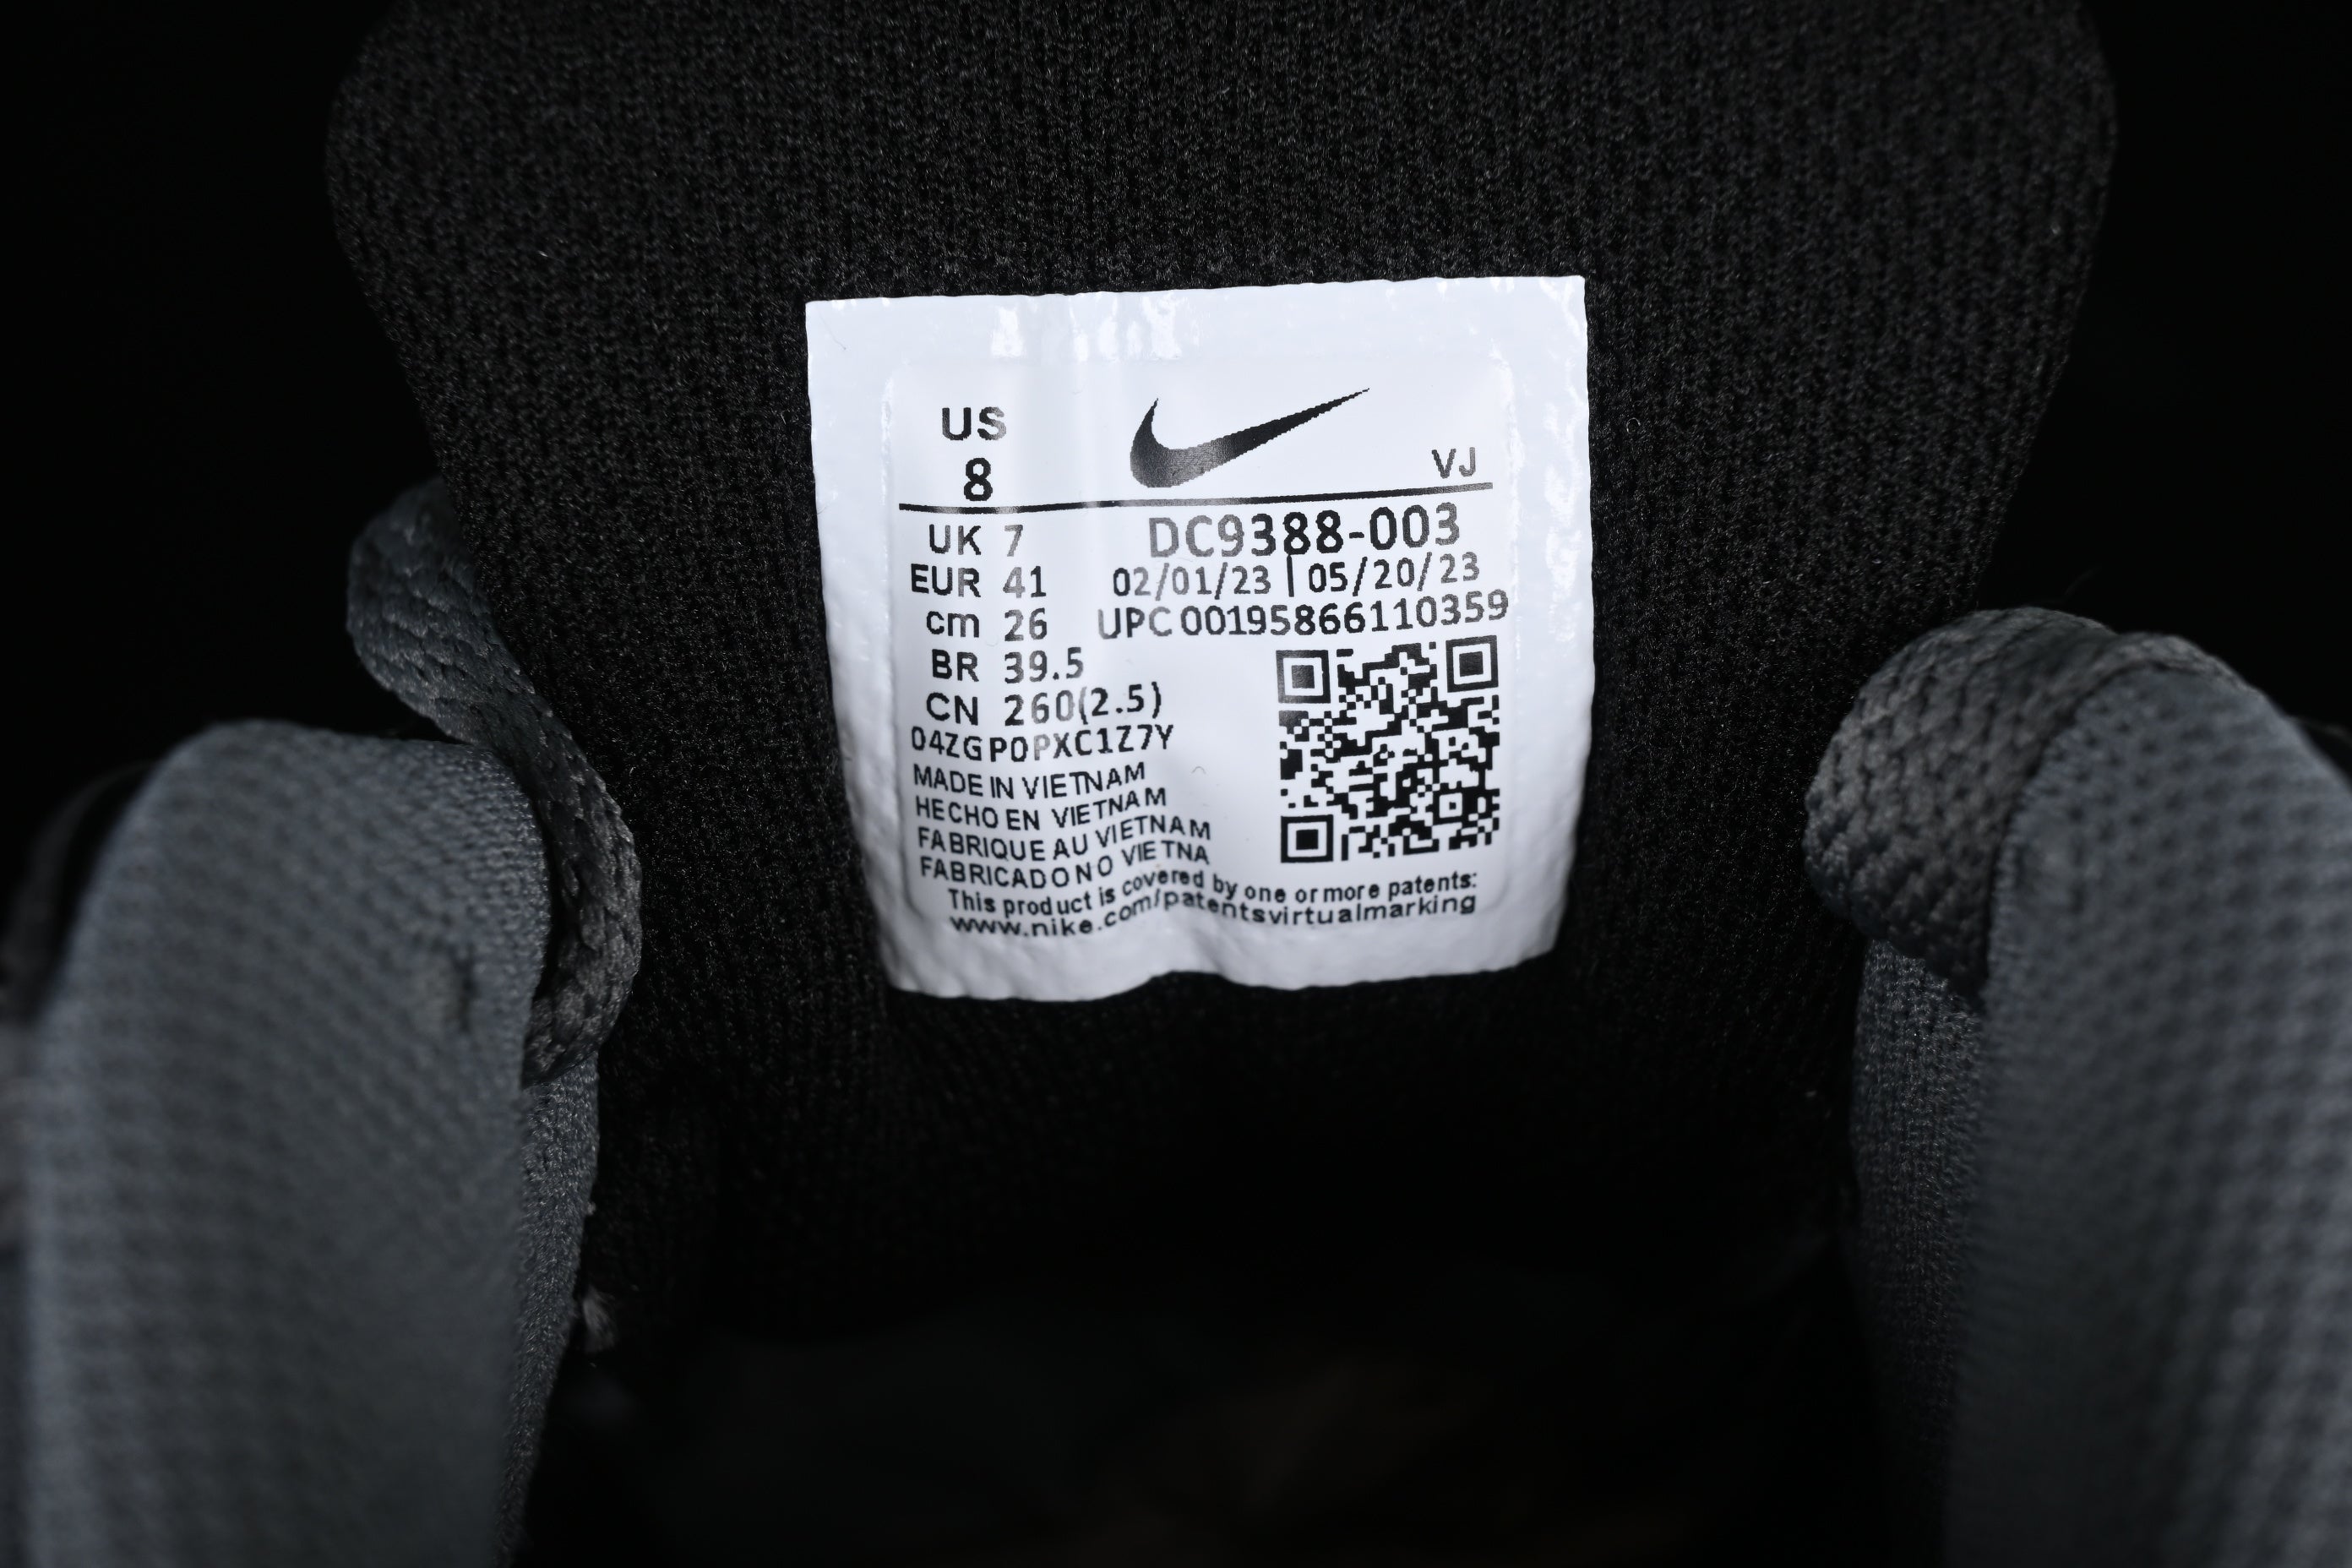 US
8
VJ
UK 7
EUR 41
cm 26
BR 39.5
CN 260(2.5)
DC9388-003
02/01/23 | 05/20/23
UPC 00195866110359
04ZGP0PXC1Z7Y
MADE IN VIETNAM
HECHO EN VIETNAM
FABRIQUE AU VIETNAM
FABRICADO NO VIETNA
This product is covered by one or more patents:
www.nike.com/patentsvirtualmarking